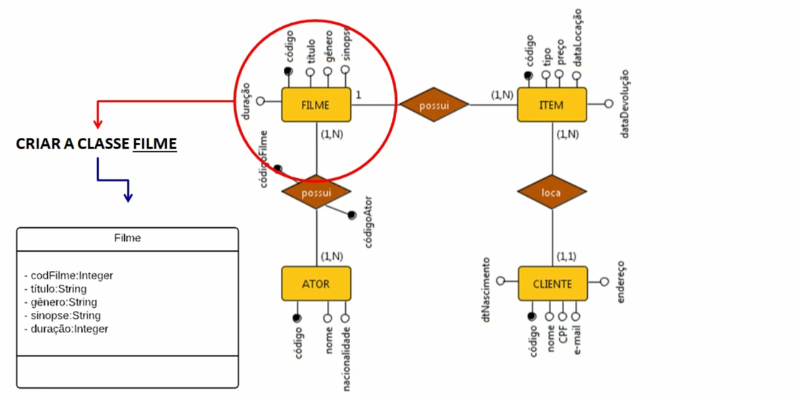 código
título
gênero
sinopse
duração
FILME
1
possui
(1,N)
código
tipo
preço
dataLocação
ITEM
dataDevolução
CRIAR A CLASSE FILME
(1,N)
(1,N)
códigoFilme
possui
códigoAtor
loca
Filme
- codFilme:Integer
- título:String
- gênero:String
- sinopse:String
- duração:Integer
(1,N)
ATOR
código
nome
nacionalidade
(1,1)
dtNascimento
CLIENTE
endereço
código
nome
CPF
e-mail